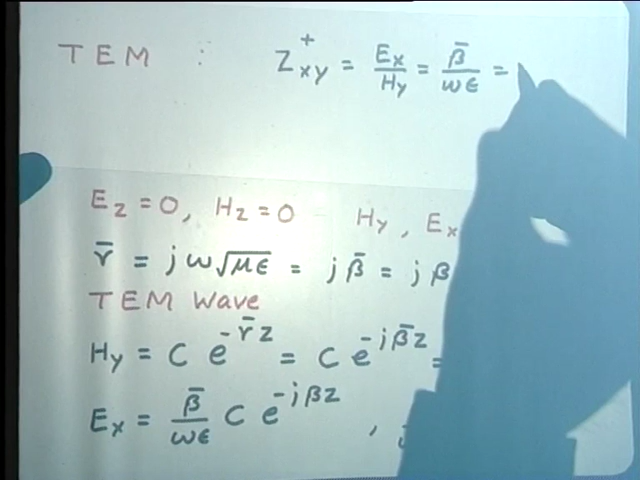 TEM : Z⁺xy = Ex/Hy = β̄/ωϵ =
Ez = 0, Hz = 0 Hy, Ex
γ̄ = jω√μϵ = jβ̄ = jβ
TEM Wave
Hy = C e^-γ̄z = C e^-jβ̄z =
Ex = β̄/ωϵ C e^-jβz ,